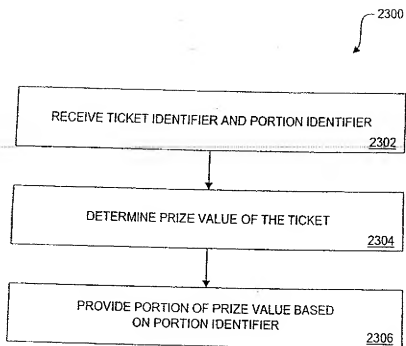 2300
RECEIVE TICKET IDENTIFIER AND PORTION IDENTIFIER
2302
DETERMINE PRIZE VALUE OF THE TICKET
2304
PROVIDE PORTION OF PRIZE VALUE BASED
ON PORTION IDENTIFIER
2306